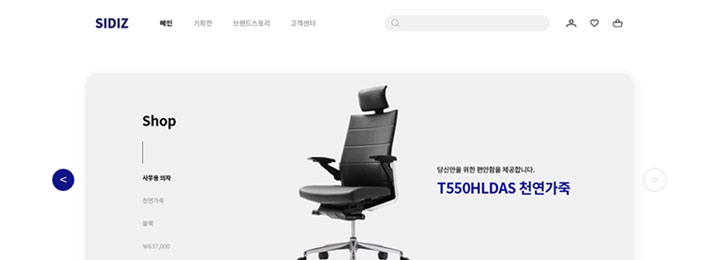 SIDIZ
메인
기획전
브랜드스토리
고객센터
Shop
사무용 의자
천연가죽
블랙
₩637,000
당신만을 위한 편안함을 제공합니다.
T550HLDAS 천연가죽
<
>